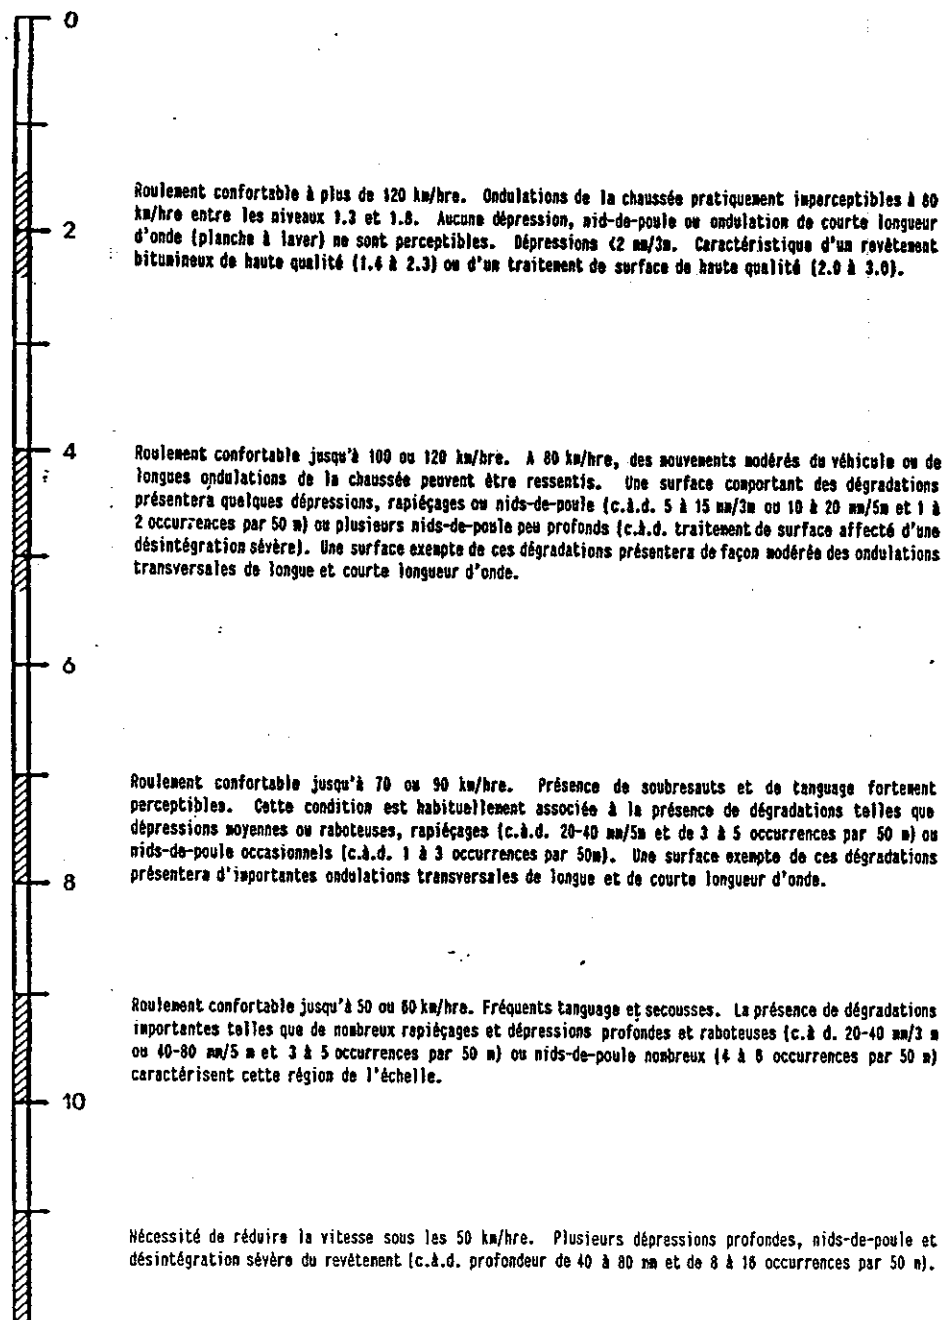 0
Roulement confortable à plus de 120 km/hre. Ondulations de la chaussée pratiquement imperceptibles à 80
km/hre entre les niveaux 1.3 et 1.8. Aucune dépression, nid-de-poule ou ondulation de courte longueur
2
d'onde (planche à laver) ne sont perceptibles. Dépressions <2 mm/3m. Caractéristique d'un revêtement
bitumineux de haute qualité (1.4 à 2.3) ou d'un traitement de surface de haute qualité (2.0 à 3.0).
4
Roulement confortable jusqu'à 100 ou 120 km/hre. A 80 km/hre, des mouvements modérés du véhicule ou de
longues ondulations de la chaussée peuvent être ressentis. Une surface comportant des dégradations
présentera quelques dépressions, rapiéçages ou nids-de-poule (c.à.d. 5 à 15 mm/3m ou 10 à 20 mm/5m et 1 à
2 occurrences par 50 m) ou plusieurs nids-de-poule peu profonds (c.à.d. traitement de surface affecté d'une
désintégration sévère). Une surface exempte de ces dégradations présentera de façon modérée des ondulations
transversales de longue et courte longueur d'onde.
6
Roulement confortable jusqu'à 70 ou 90 km/hre. Présence de soubresauts et de tanguage fortement
perceptibles. Cette condition est habituellement associée à la présence de dégradations telles que
dépressions moyennes ou raboteuses, rapiéçages (c.à.d. 20-40 mm/5m et de 3 à 5 occurrences par 50 m) ou
nids-de-poule occasionnels (c.à.d. 1 à 3 occurrences par 50m). Une surface exempte de ces dégradations
8
présentera d'importantes ondulations transversales de longue et de courte longueur d'onde.
Roulement confortable jusqu'à 50 ou 60 km/hre. Fréquents tanguage et secousses. La présence de dégradations
importantes telles que de nombreux rapiéçages et dépressions profondes et raboteuses (c.à d. 20-40 mm/3 m
ou 40-80 mm/5 m et 3 à 5 occurrences par 50 m) ou nids-de-poule nombreux (4 à 6 occurrences par 50 m)
caractérisent cette région de l'échelle.
10
Nécessité de réduire la vitesse sous les 50 km/hre. Plusieurs dépressions profondes, nids-de-poule et
désintégration sévère du revêtement (c.à.d. profondeur de 40 à 80 mm et de 8 à 16 occurrences par 50 m).